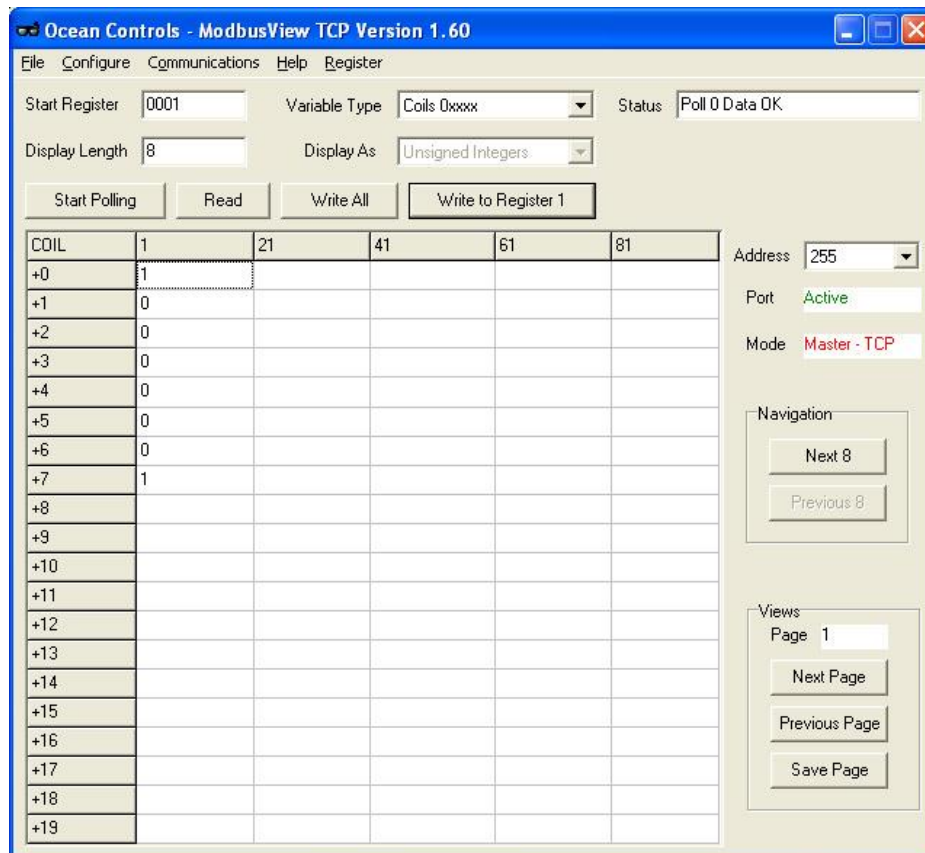 Ocean Controls - ModbusView TCP Version 1.60
File Configure Communications Help Register
Start Register 0001 Variable Type Coils 0xxxx Status Poll 0 Data OK
Display Length 8 Display As Unsigned Integers
Start Polling Read Write All Write to Register 1
COIL 1 21 41 61 81
Address 255
+0 1
+1 0
Port Active
+2 0
Mode Master - TCP
+3 0
+4 0
+5 0
Navigation
+6 0
Next 8
+7 1
+8
Previous 8
+9
+10
+11
+12
Views
Page 1
+13
+14
Next Page
+15
+16
Previous Page
+17
Save Page
+18
+19